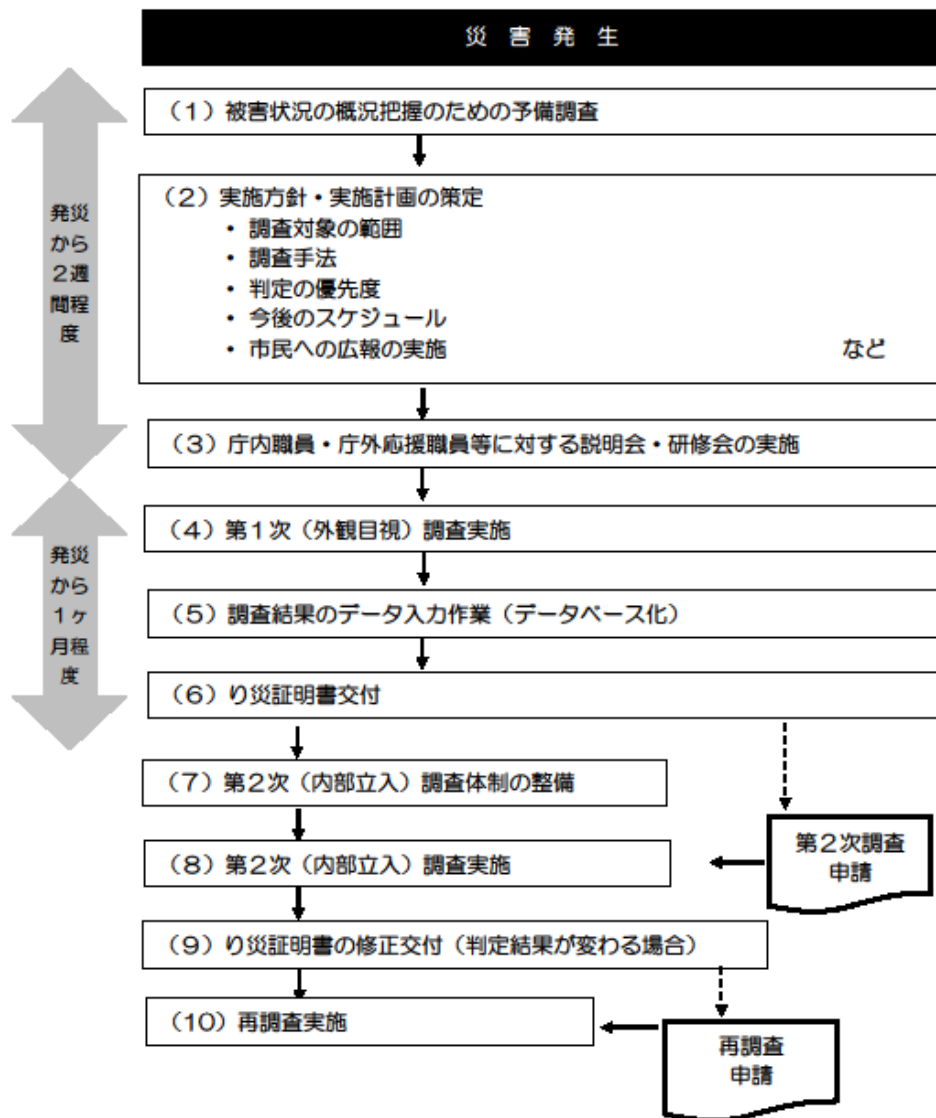 災害発生
発災から2週間程度
（1）被害状況の概況把握のための予備調査
（2）実施方針・実施計画の策定
・ 調査対象の範囲
・ 調査手法
・ 判定の優先度
・ 今後のスケジュール
・ 市民への広報の実施 など
（3）庁内職員・庁外応援職員等に対する説明会・研修会の実施
発災から1ヶ月程度
（4）第1次（外観目視）調査実施
（5）調査結果のデータ入力作業（データベース化）
（6）り災証明書交付
（7）第2次（内部立入）調査体制の整備
第2次調査
申請
（8）第2次（内部立入）調査実施
（9）り災証明書の修正交付（判定結果が変わる場合）
（10）再調査実施
再調査
申請